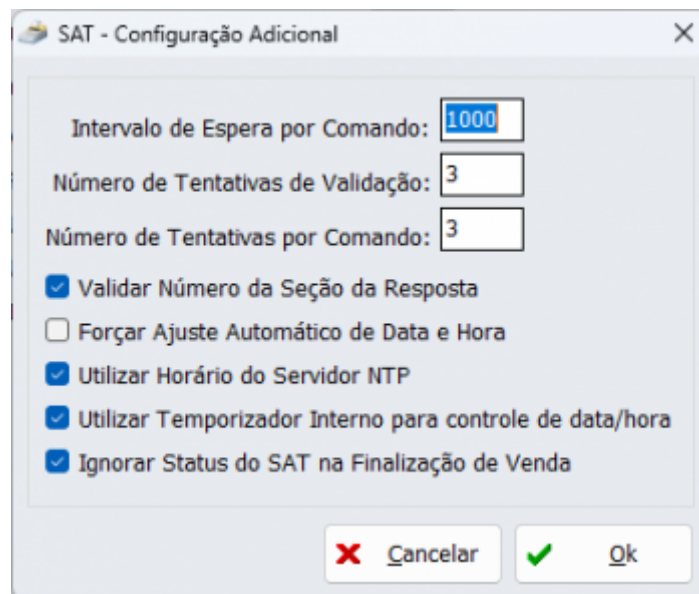 SAT - Configuração Adicional
Intervalo de Espera por Comando: 1000
Número de Tentativas de Validação: 3
Número de Tentativas por Comando: 3
Validar Número da Seção da Resposta
Forçar Ajuste Automático de Data e Hora
Utilizar Horário do Servidor NTP
Utilizar Temporizador Interno para controle de data/hora
Ignorar Status do SAT na Finalização de Venda
Cancelar Ok